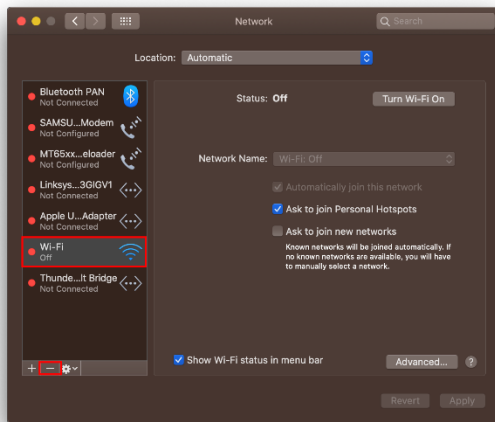 Network
Search
Location: Automatic
Bluetooth PAN
Not Connected
SAMSU...Modem
Not Configured
MT65xx...eloader
Not Configured
Linksys...3GIGV1
Not Connected
Apple U...Adapter
Not Connected
Wi-Fi
Off
Thunde...lt Bridge
Not Connected
Status: Off
Turn Wi-Fi On
Network Name: Wi-Fi: Off
Automatically join this network
Ask to join Personal Hotspots
Ask to join new networks
Known networks will be joined automatically. If
no known networks are available, you will have
to manually select a network.
Show Wi-Fi status in menu bar
Advanced...
?
Revert
Apply